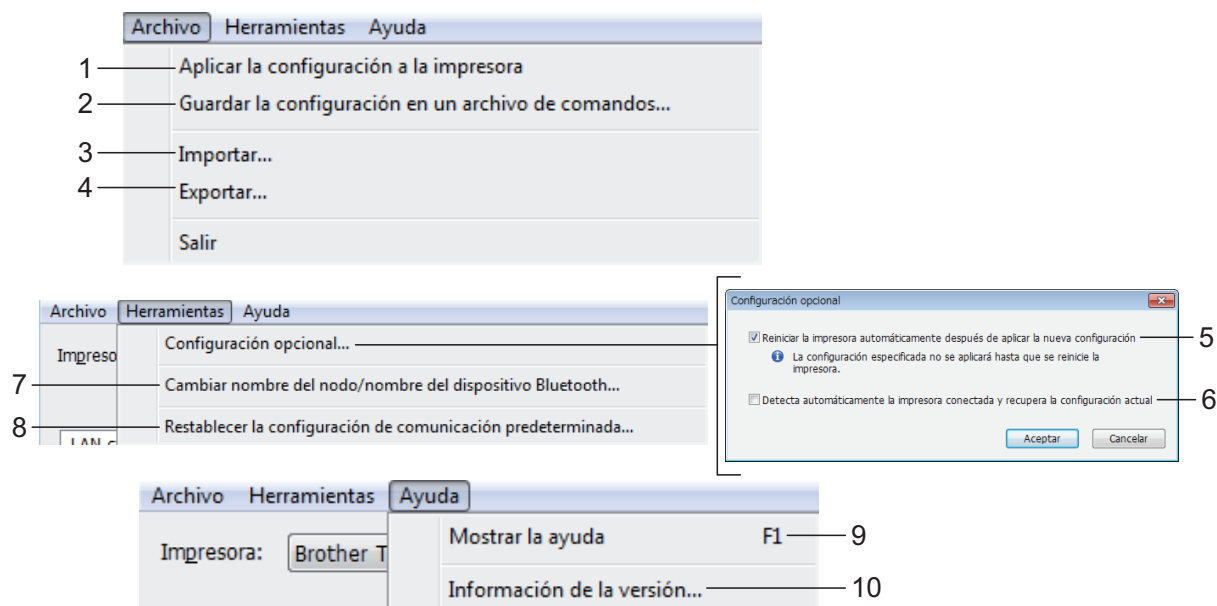 Archivo Herramientas Ayuda
1 Aplicar la configuración a la impresora
2 Guardar la configuración en un archivo de comandos...
3 Importar...
4 Exportar...
Salir
Archivo Herramientas Ayuda
Impreso
Configuración opcional...
7 Cambiar nombre del nodo/nombre del dispositivo Bluetooth...
8 Restablecer la configuración de comunicación predeterminada...
LAN
Configuración opcional
Reiniciar la impresora automáticamente después de aplicar la nueva configuración 5
La configuración especificada no se aplicará hasta que se reinicie la
impresora.
Detecta automáticamente la impresora conectada y recupera la configuración actual 6
Aceptar Cancelar
Archivo Herramientas Ayuda
Impresora: Brother T
Mostrar la ayuda F1 9
Información de la versión... 10